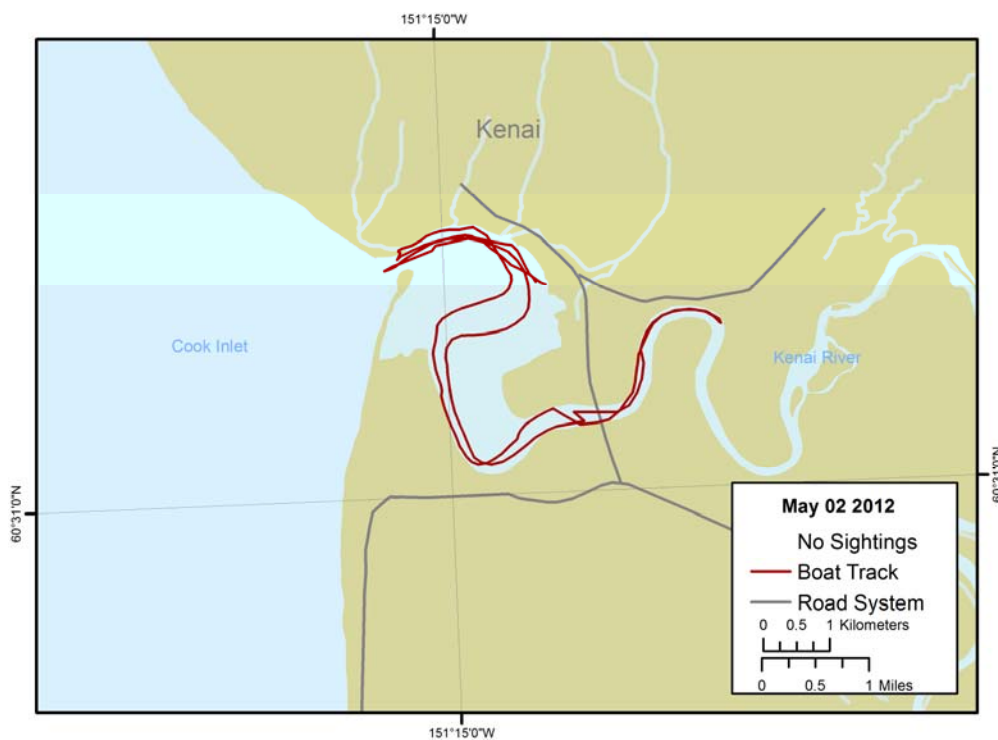 151°15'0"W
Kenai
Cook Inlet
Kenai River
60°31'0"N
60°31'0"N
May 02 2012
No Sightings
Boat Track
Road System
0 0.5 1 Kilometers
0 0.5 1 Miles
151°15'0"W